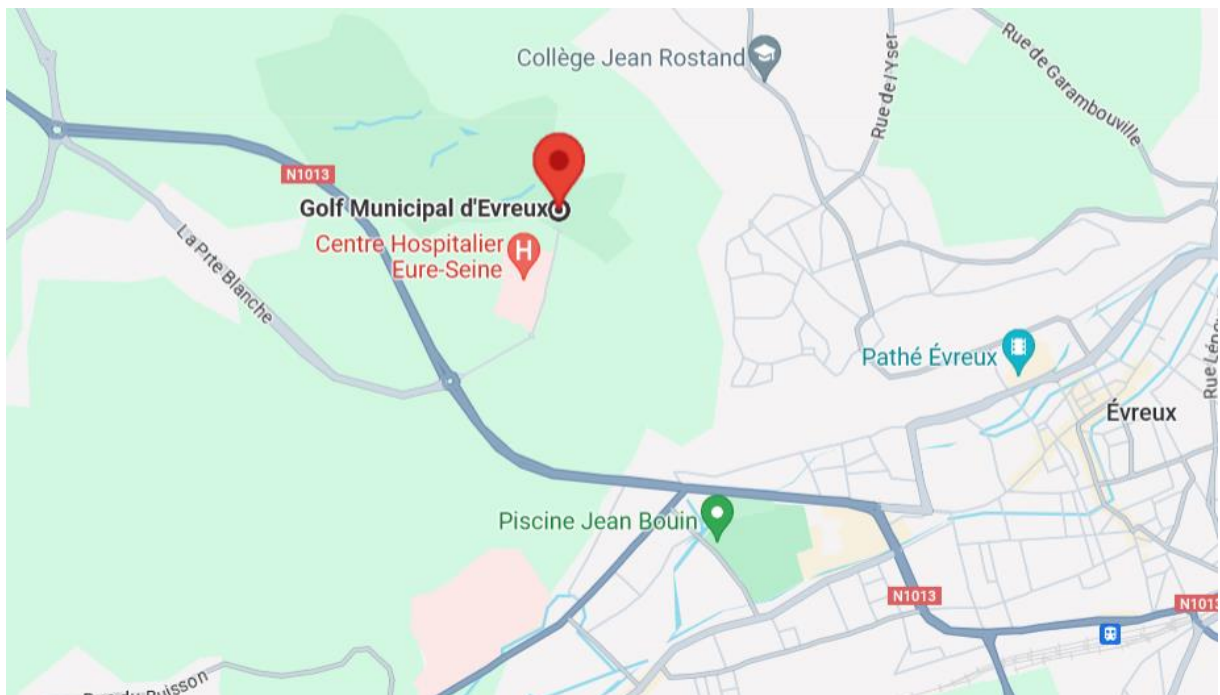 Collège Jean Rostand
Rue de l'Yser
Rue de Garambouville
N1013
Golf Municipal d'Evreux
Centre Hospitalier
Eure-Seine
H
La Prte Blanche
Pathé Évreux
Évreux
Piscine Jean Bouin
N1013
N1013
Buisson